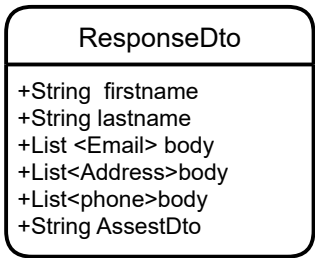 ResponseDto
+String  firstname
+String lastname
+List <Email> body
+List<Address>body
+List<phone>body
+String AssestDto